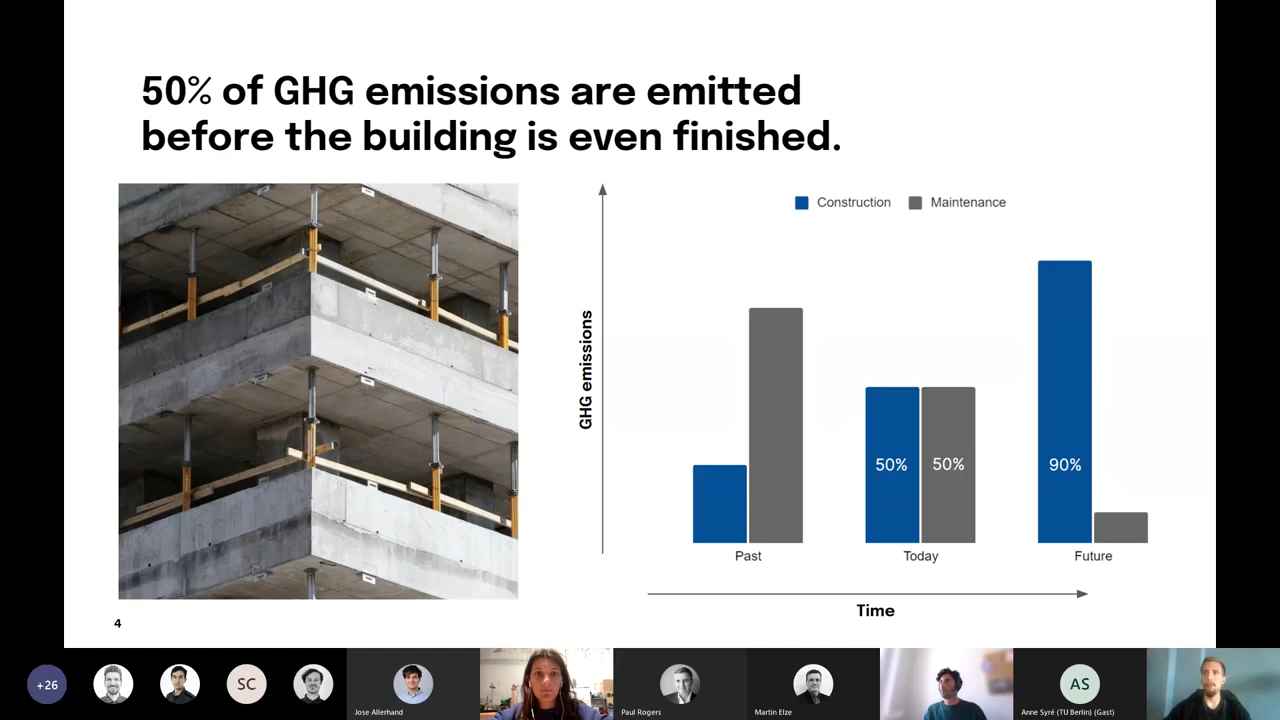 50% of GHG emissions are emitted
before the building is even finished.
Construction
Maintenance
GHG emissions
50%
50%
90%
Past
Today
Future
Time
4
+26
SC
Jose Allerhand
Paul Rogers
Martin Elze
AS
Anne Syré (TU Berlin) (Gast)